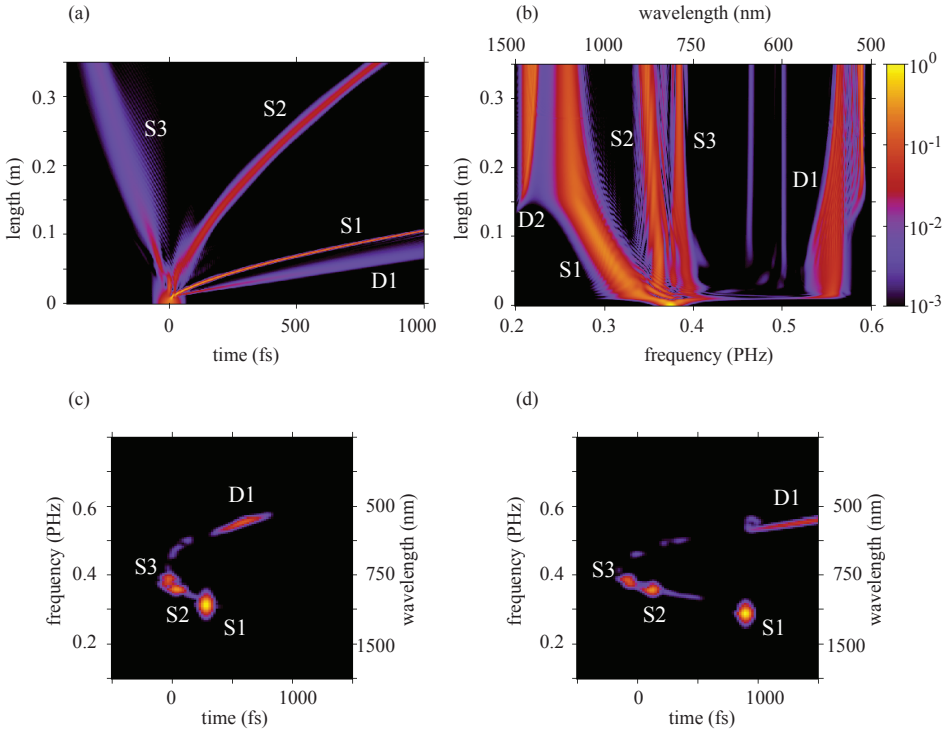 (a)
S3
S2
S1
D1
0.3
0.2
0.1
0
length (m)
0
500
1000
time (fs)
(b)
wavelength (nm)
1500
1000
750
600
500
S2
S3
D1
D2
S1
0.3
0.2
0.1
0
length (m)
0.2
0.3
0.4
0.5
0.6
frequency (PHz)
10^0
10^-1
10^-2
10^-3
(c)
D1
S3
S2
S1
0.6
0.4
0.2
frequency (PHz)
500
750
1500
wavelength (nm)
0
1000
time (fs)
(d)
D1
S3
S2
S1
0.6
0.4
0.2
frequency (PHz)
500
750
1500
wavelength (nm)
0
1000
time (fs)